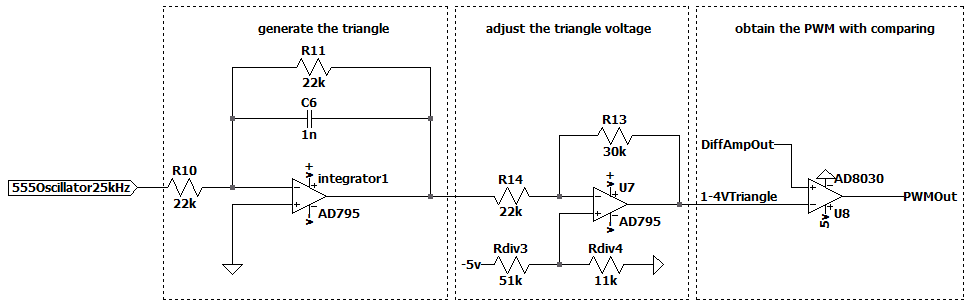 generate the triangle
adjust the triangle voltage
obtain the PWM with comparing
R11
22k
C6
1n
R13
30k
DiffAmpOut
555Oscillator25kHz
R10
22k
+v
integrator1
AD795
-v
R14
22k
+v
U7
AD795
-v
1-4VTriangle
AD8030
U8
5v
PWMOut
-5v
Rdiv3
51k
Rdiv4
11k